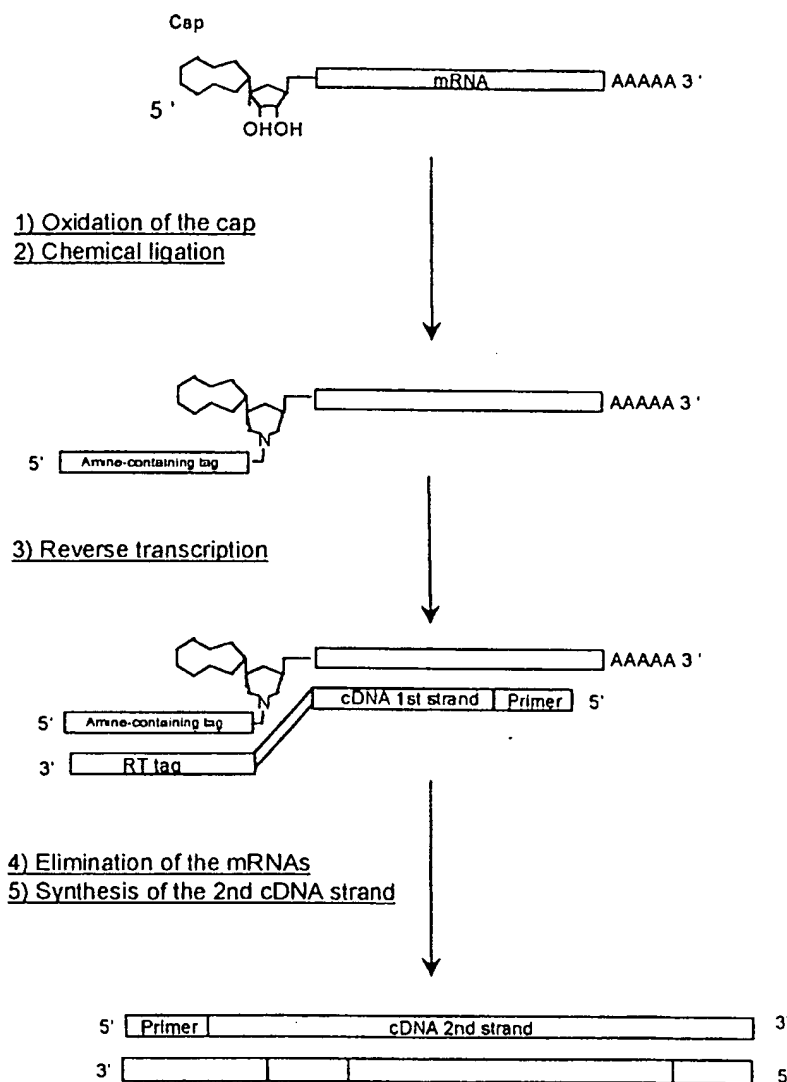 Cap
mRNA AAAAA 3 '
5 '
OHOH
1) Oxidation of the cap
2) Chemical ligation
AAAAA 3 '
N
5' Amine-containing tag
3) Reverse transcription
AAAAA 3 '
N
cDNA 1st strand Primer 5'
5' Amine-containing tag
3' RT tag
4) Elimination of the mRNAs
5) Synthesis of the 2nd cDNA strand
5' Primer cDNA 2nd strand 3'
3' 5'